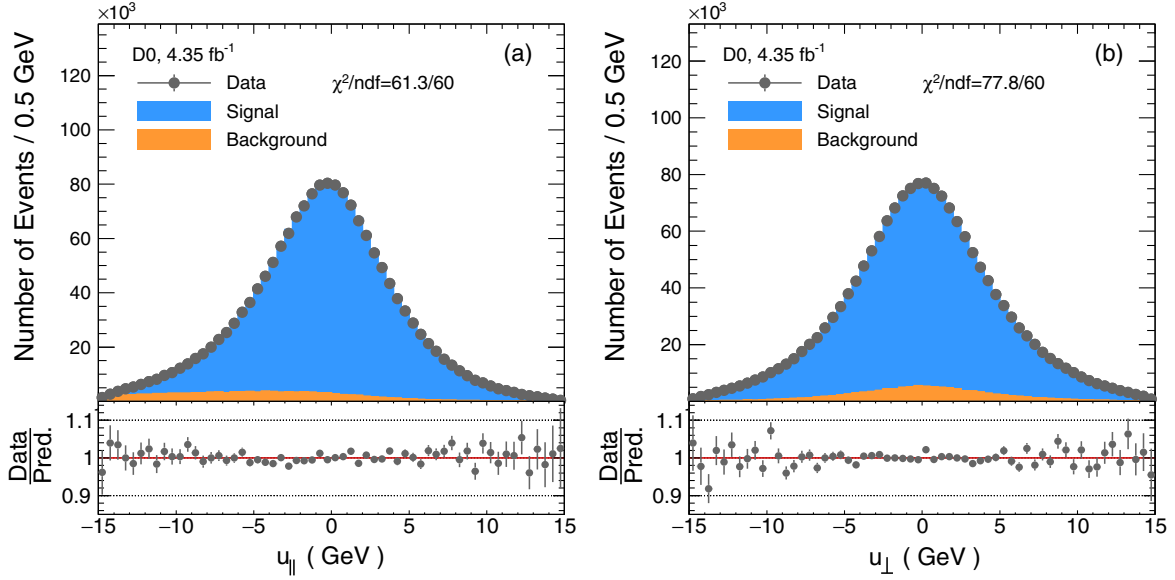 ×10³
Number of Events / 0.5 GeV
120
100
80
60
40
20
D0, 4.35 fb⁻¹
(a)
Data
χ²/ndf=61.3/60
Signal
Background
Data
Pred.
1.1
1
0.9
−15 −10 −5 0 5 10 15
u∥ ( GeV )
×10³
Number of Events / 0.5 GeV
120
100
80
60
40
20
D0, 4.35 fb⁻¹
(b)
Data
χ²/ndf=77.8/60
Signal
Background
Data
Pred.
1.1
1
0.9
−15 −10 −5 0 5 10 15
u⊥ ( GeV )